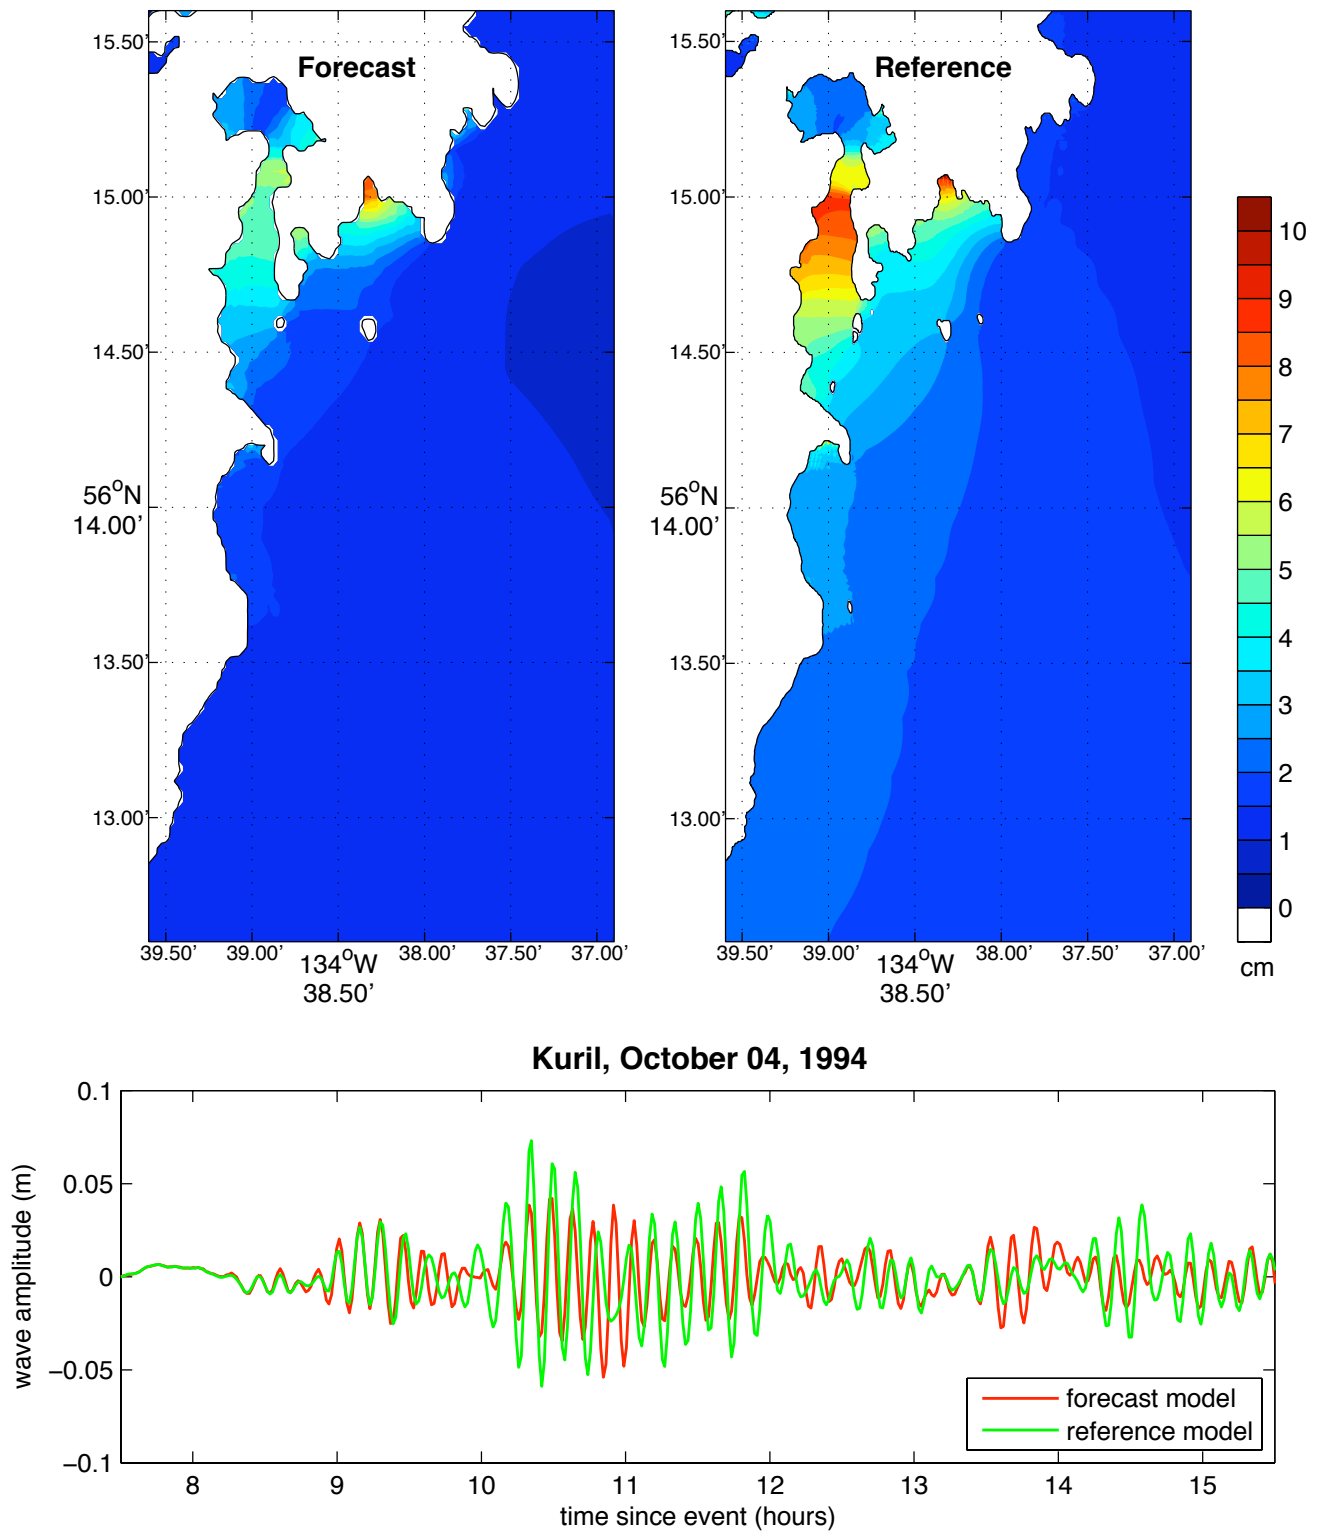 Forecast
Reference
15.50’
15.00’
14.50’
56oN
14.00’
13.50’
13.00’
39.50’ 39.00’ 134oW 38.00’ 37.50’ 37.00’
38.50’
15.50’
15.00’
14.50’
56oN
14.00’
13.50’
13.00’
39.50’ 39.00’ 134oW 38.00’ 37.50’ 37.00’
38.50’
10
9
8
7
6
5
4
3
2
1
0
cm
Kuril, October 04, 1994
wave amplitude (m)
0.1
0.05
0
−0.05
−0.1
8 9 10 11 12 13 14 15
time since event (hours)
forecast model
reference model